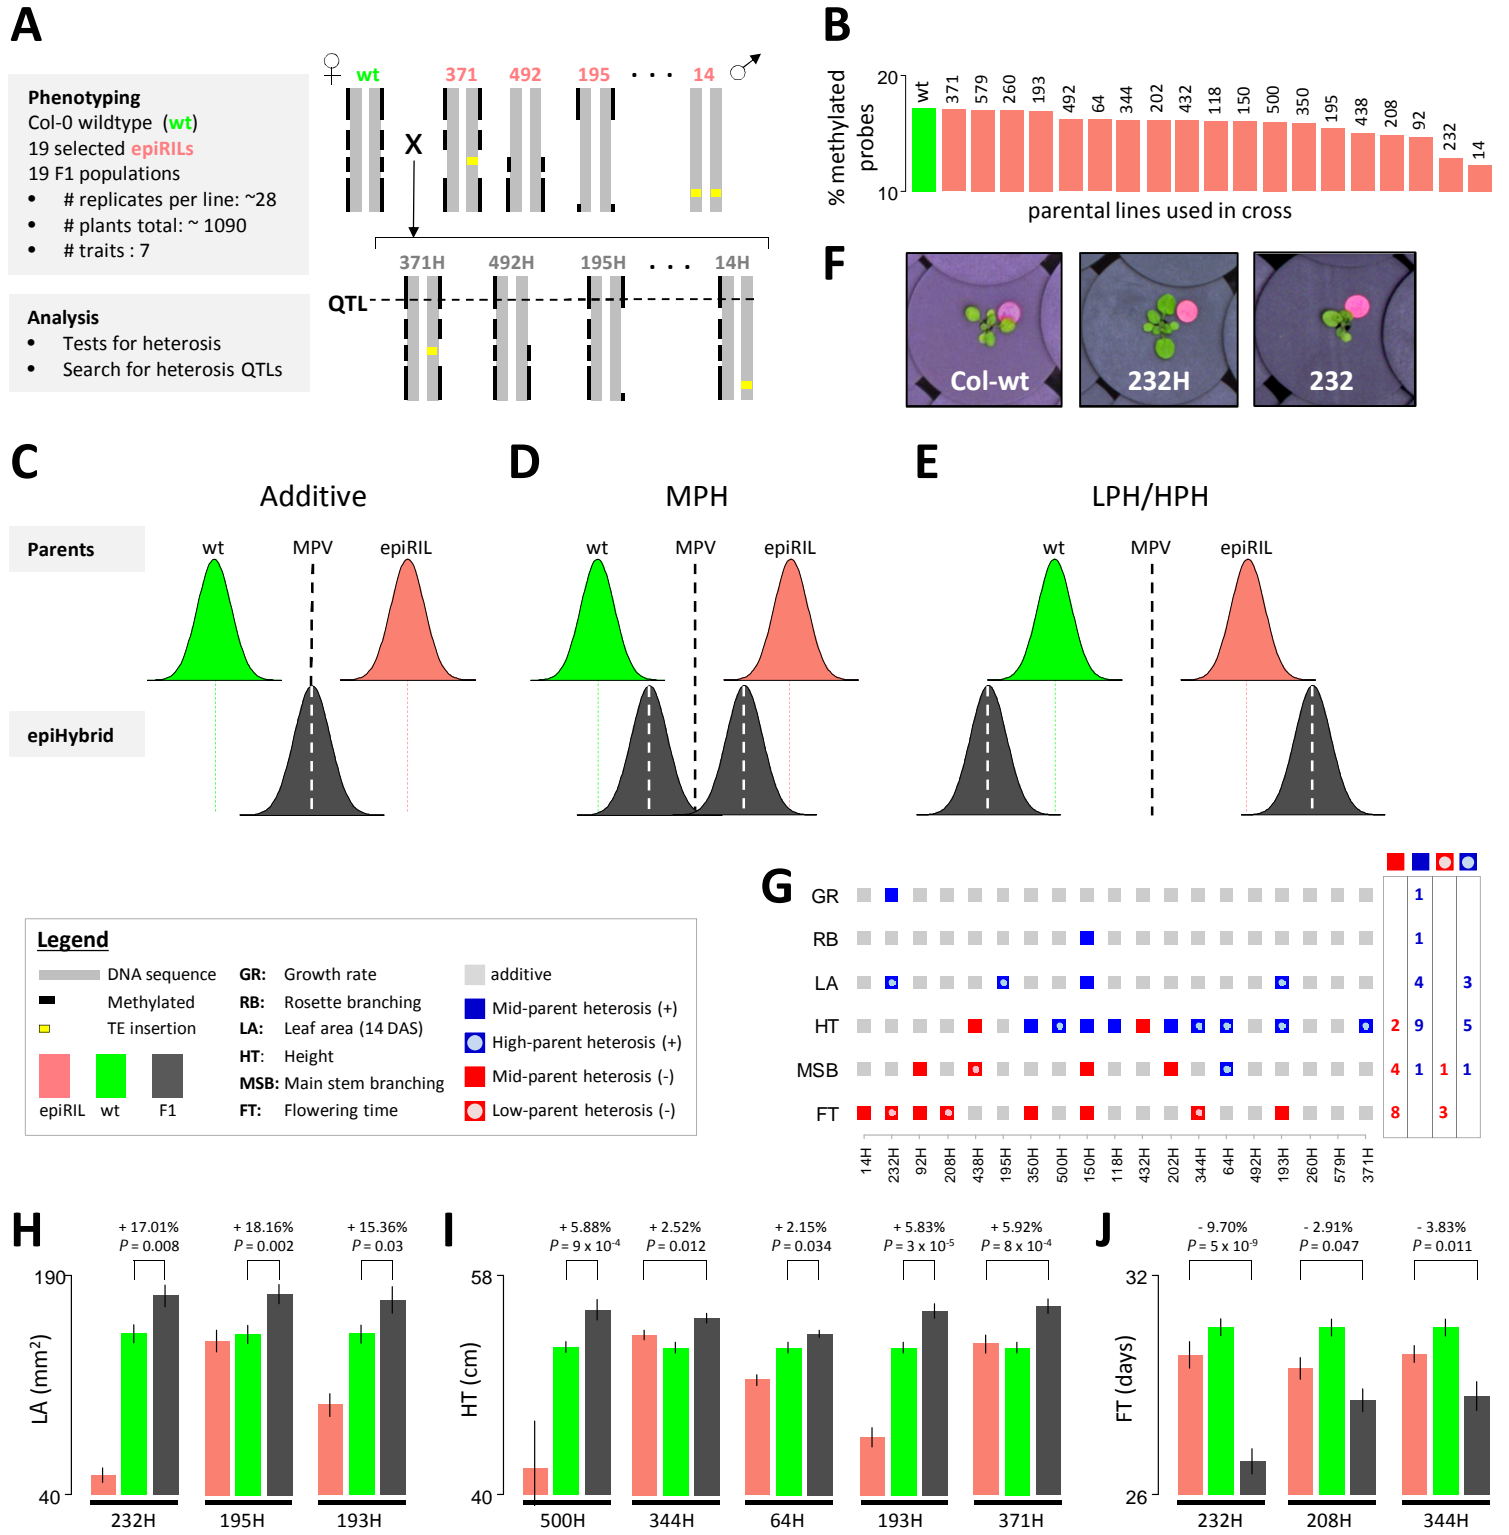 A
Phenotyping
Col-0 wildtype (wt)
19 selected epiRILs
19 F1 populations
• # replicates per line: ~28
• # plants total: ~ 1090
• # traits : 7
Analysis
• Tests for heterosis
• Search for heterosis QTLs
♀ wt 371 492 195 . . . 14 ♂
X
371H 492H 195H . . . 14H
QTL
B
% methylated probes
20
10
wt 371 579 260 193 492 64 344 202 432 118 150 500 350 195 438 208 92 232 14
parental lines used in cross
F
Col-wt 232H 232
C
Additive
D
MPH
E
LPH/HPH
Parents
wt MPV epiRIL
wt MPV epiRIL
wt MPV epiRIL
epiHybrid
Legend
DNA sequence
Methylated
TE insertion
epiRIL wt F1
GR: Growth rate
RB: Rosette branching
LA: Leaf area (14 DAS)
HT: Height
MSB: Main stem branching
FT: Flowering time
additive
Mid-parent heterosis (+)
High-parent heterosis (+)
Mid-parent heterosis (-)
Low-parent heterosis (-)
G
GR 1
RB 1
LA 4 3
HT 2 9 5
MSB 4 1 1 1
FT 8 3
14H 232H 92H 208H 438H 195H 350H 500H 150H 118H 432H 202H 344H 64H 492H 193H 260H 579H 371H
H
+ 17.01% + 18.16% + 15.36%
P = 0.008 P = 0.002 P = 0.03
190
LA (mm²)
40
232H 195H 193H
I
+ 5.88% + 2.52% + 2.15% + 5.83% + 5.92%
P = 9 x 10⁻⁴ P = 0.012 P = 0.034 P = 3 x 10⁻⁵ P = 8 x 10⁻⁴
58
HT (cm)
40
500H 344H 64H 193H 371H
J
- 9.70% - 2.91% - 3.83%
P = 5 x 10⁻⁹ P = 0.047 P = 0.011
32
FT (days)
26
232H 208H 344H